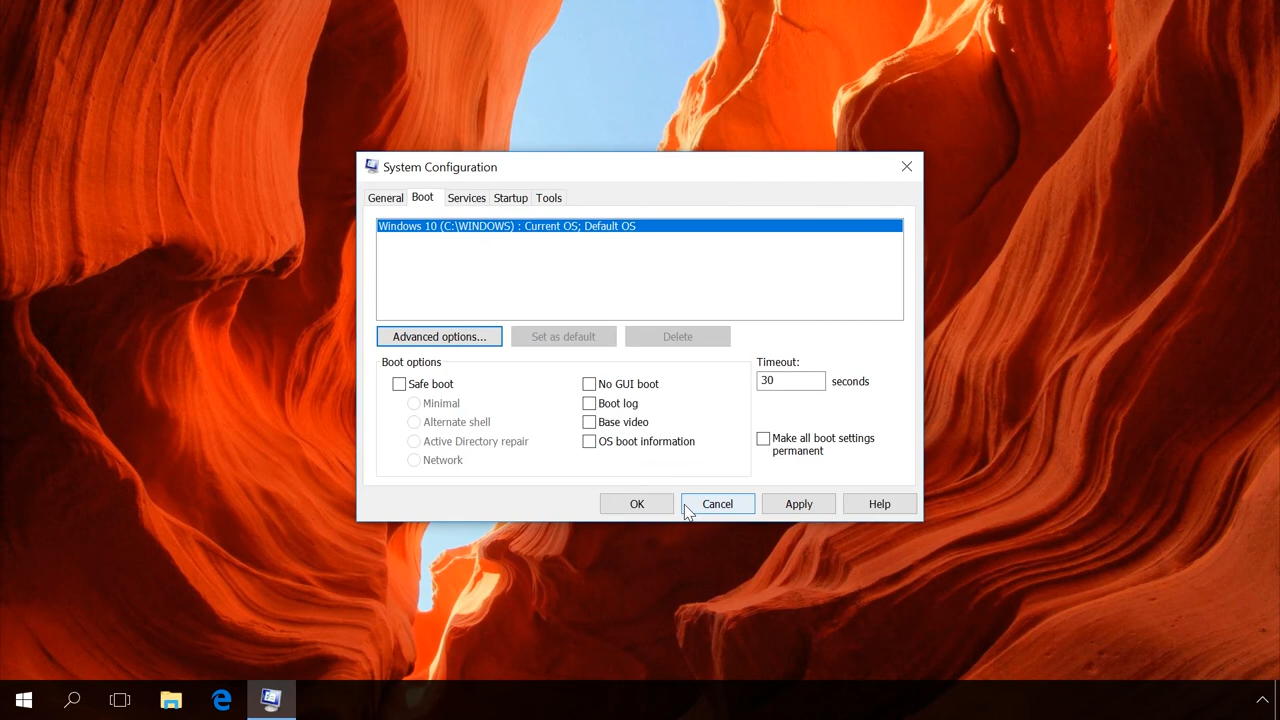 System Configuration
General Boot Services Startup Tools
Windows 10 (C:\WINDOWS) : Current OS; Default OS
Advanced options... Set as default Delete
Boot options
Timeout:
30 seconds
Safe boot
Minimal
Alternate shell
Active Directory repair
Network
No GUI boot
Boot log
Base video
OS boot information
Make all boot settings
permanent
OK Cancel Apply Help